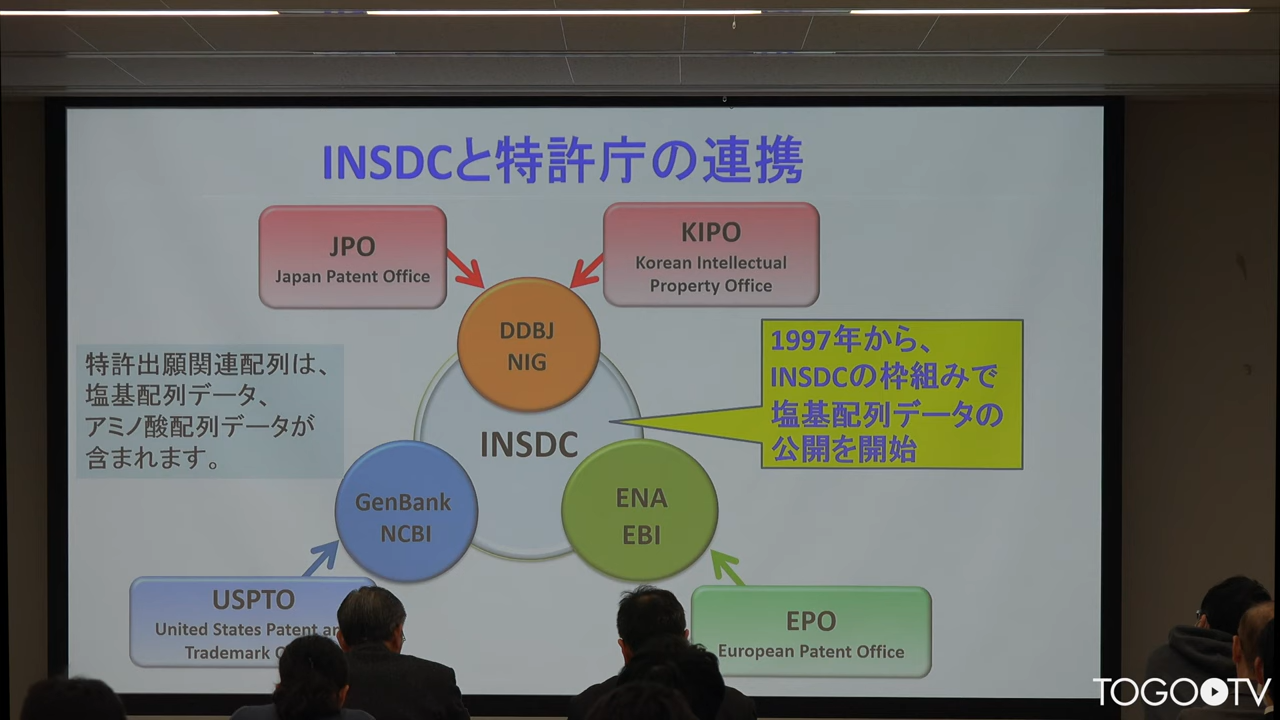 INSDCと特許庁の連携
JPO
Japan Patent Office
KIPO
Korean Intellectual
Property Office
DDBJ
NIG
1997年から、
INSDCの枠組みで
塩基配列データの
公開を開始
特許出願関連配列は、
塩基配列データ、
アミノ酸配列データが
含まれます。
INSDC
GenBank
NCBI
ENA
EBI
USPTO
United States Patent
Trademark
EPO
European Patent Office
TOGOTV